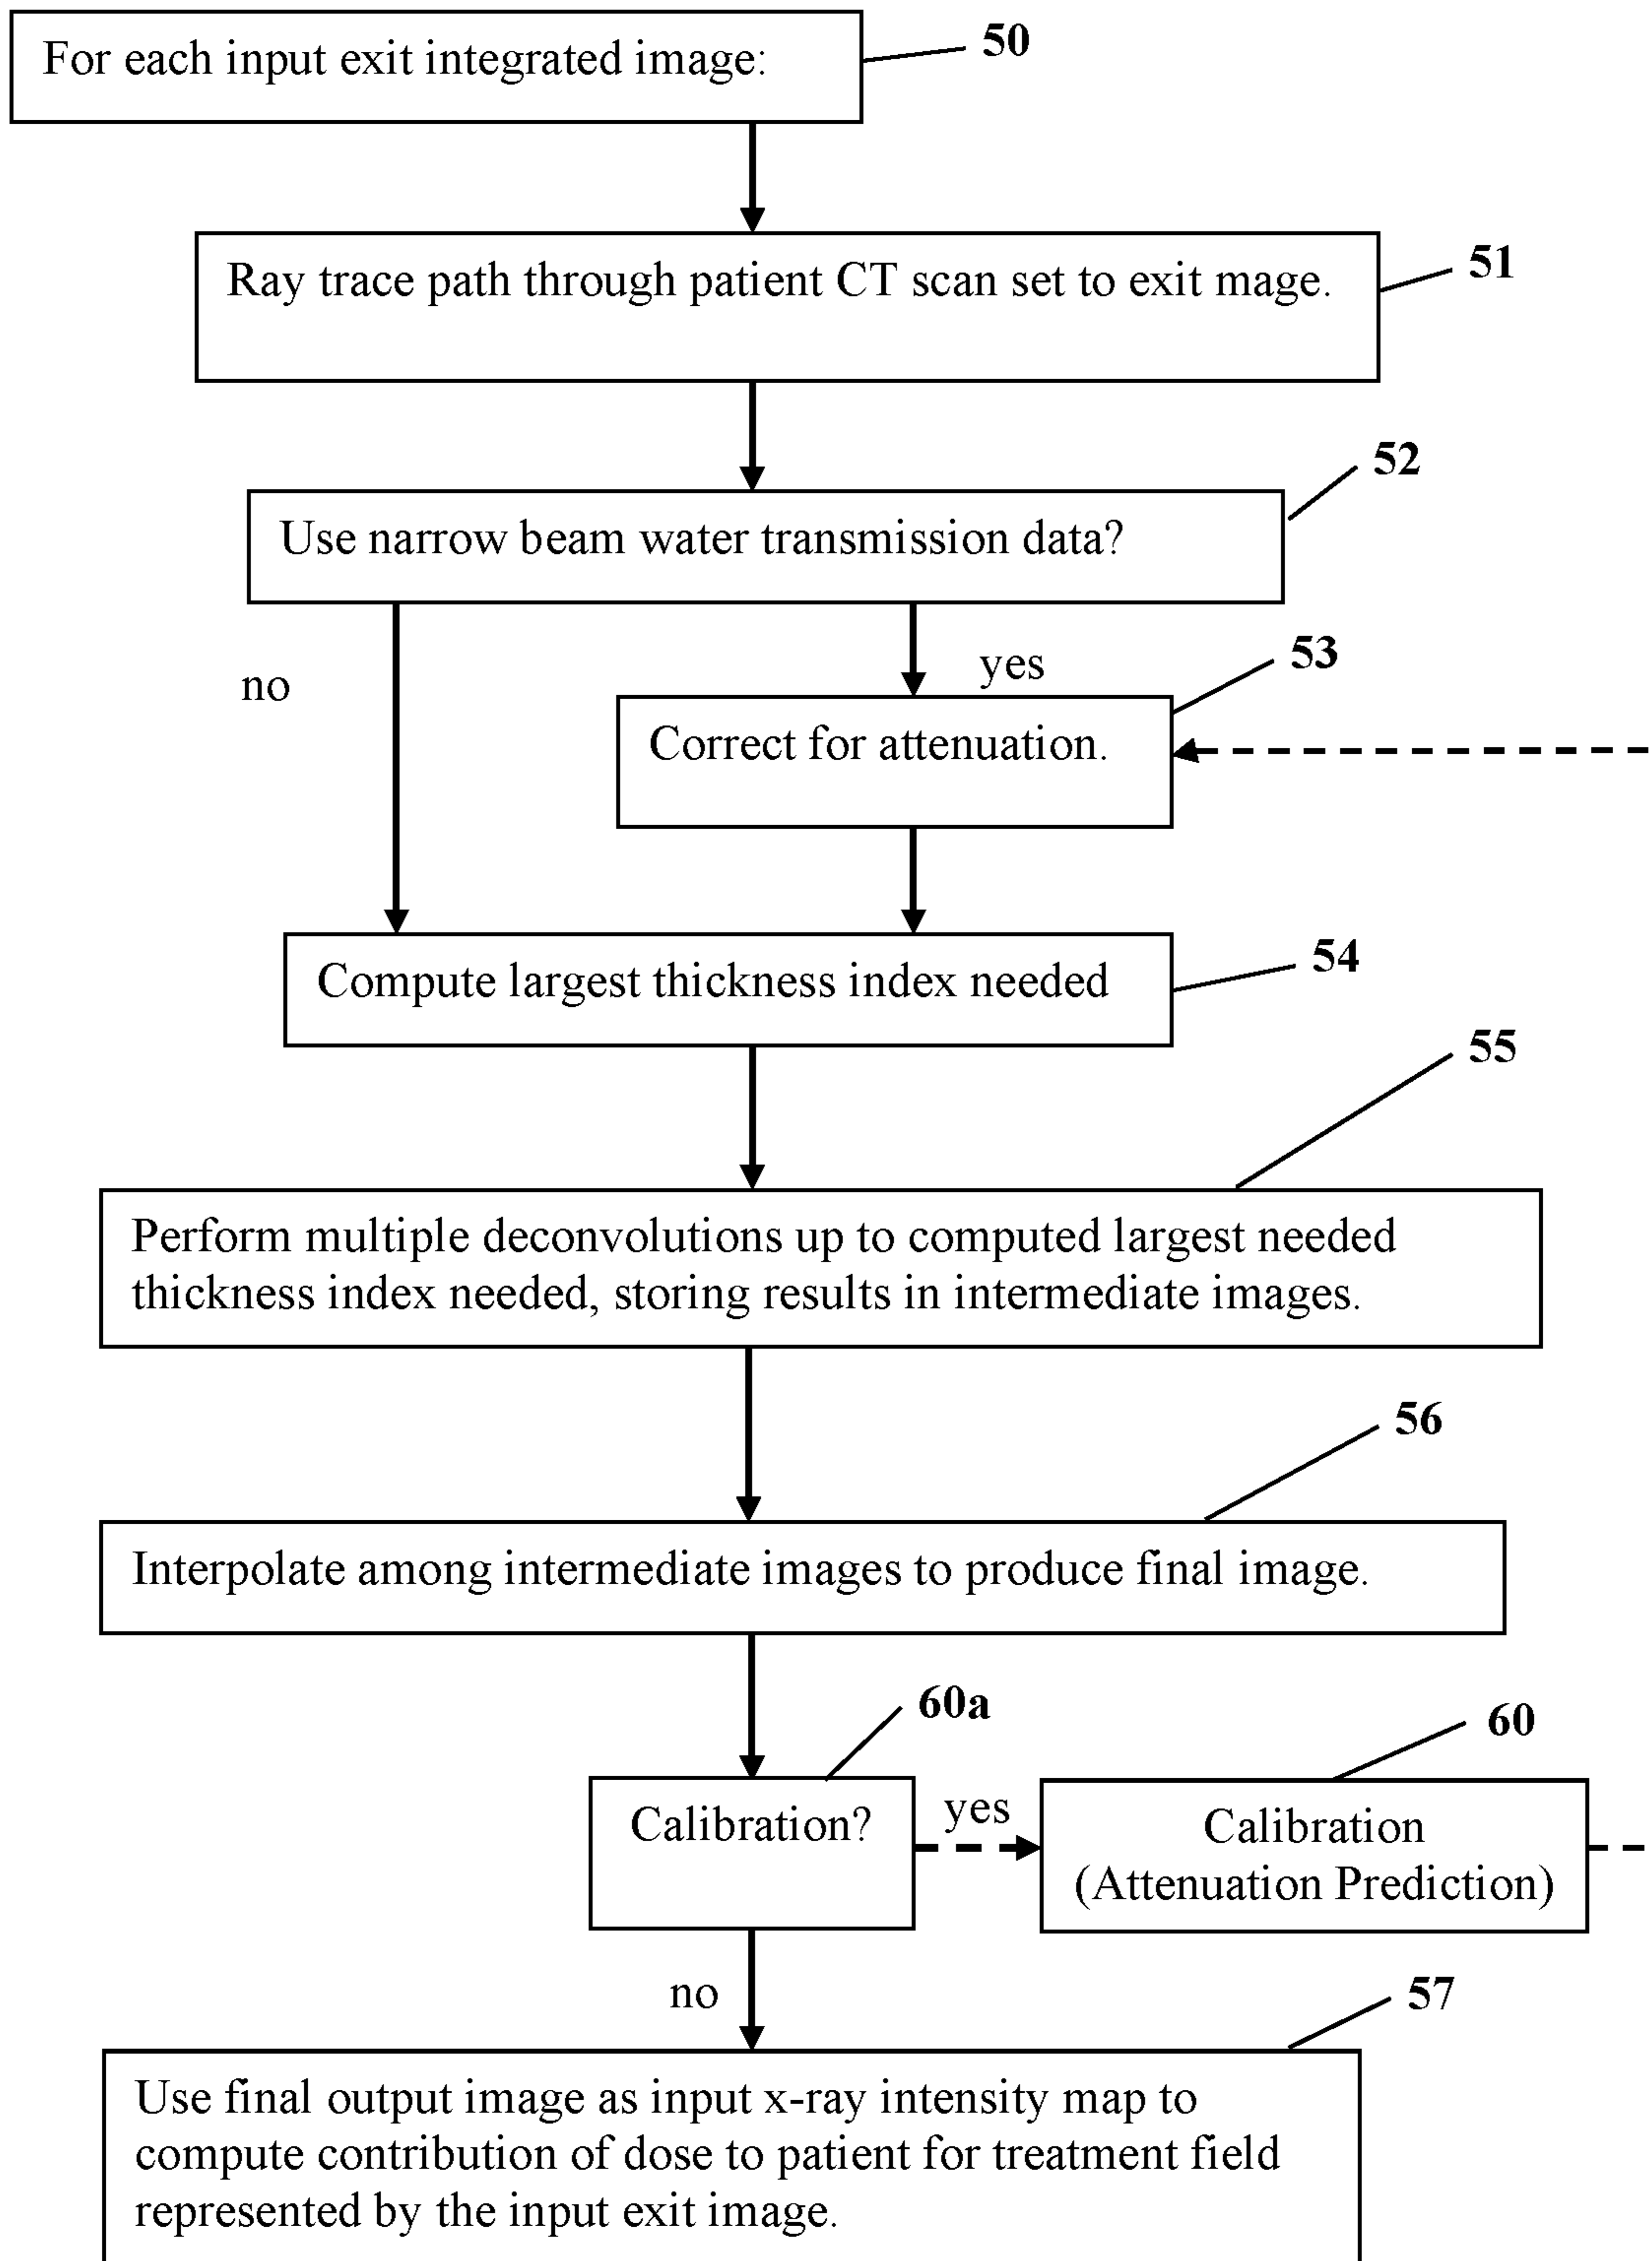 For each input exit integrated image:
50
Ray trace path through patient CT scan set to exit mage.
51
Use narrow beam water transmission data?
52
no
yes
53
Correct for attenuation.
Compute largest thickness index needed
54
55
Perform multiple deconvolutions up to computed largest needed
thickness index needed, storing results in intermediate images.
56
Interpolate among intermediate images to produce final image.
60a
60
Calibration?
yes
Calibration
(Attenuation Prediction)
no
57
Use final output image as input x-ray intensity map to
compute contribution of dose to patient for treatment field
represented by the input exit image.